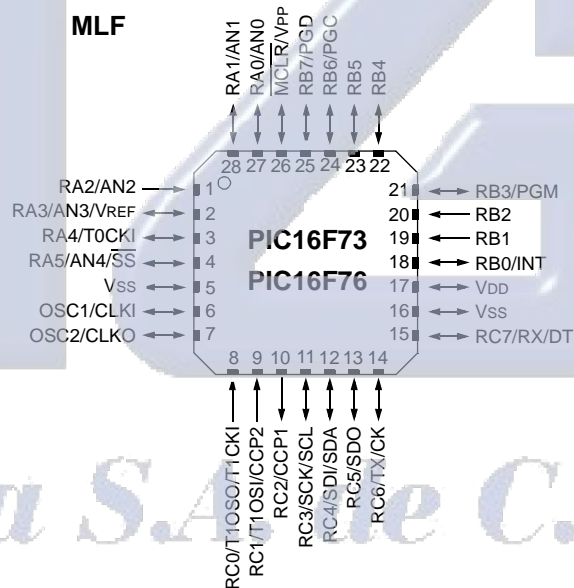 MLF
RA1/AN1
RA0/AN0
MCLR/VPP
RB7/PGD
RB6/PGC
RB5
RB4
28 27 26 25 24 23 22
RA2/AN2 1
RA3/AN3/VREF 2
RA4/T0CKI 3
RA5/AN4/SS 4
VSS 5
OSC1/CLKI 6
OSC2/CLKO 7
PIC16F73
PIC16F76
21 RB3/PGM
20 RB2
19 RB1
18 RB0/INT
17 VDD
16 VSS
15 RC7/RX/DT
8 9 10 11 12 13 14
RC0/T1OSO/T1CKI
RC1/T1OSI/CCP2
RC2/CCP1
RC3/SCK/SCL
RC4/SDI/SDA
RC5/SDO
RC6/TX/CK
a S.A. de C.